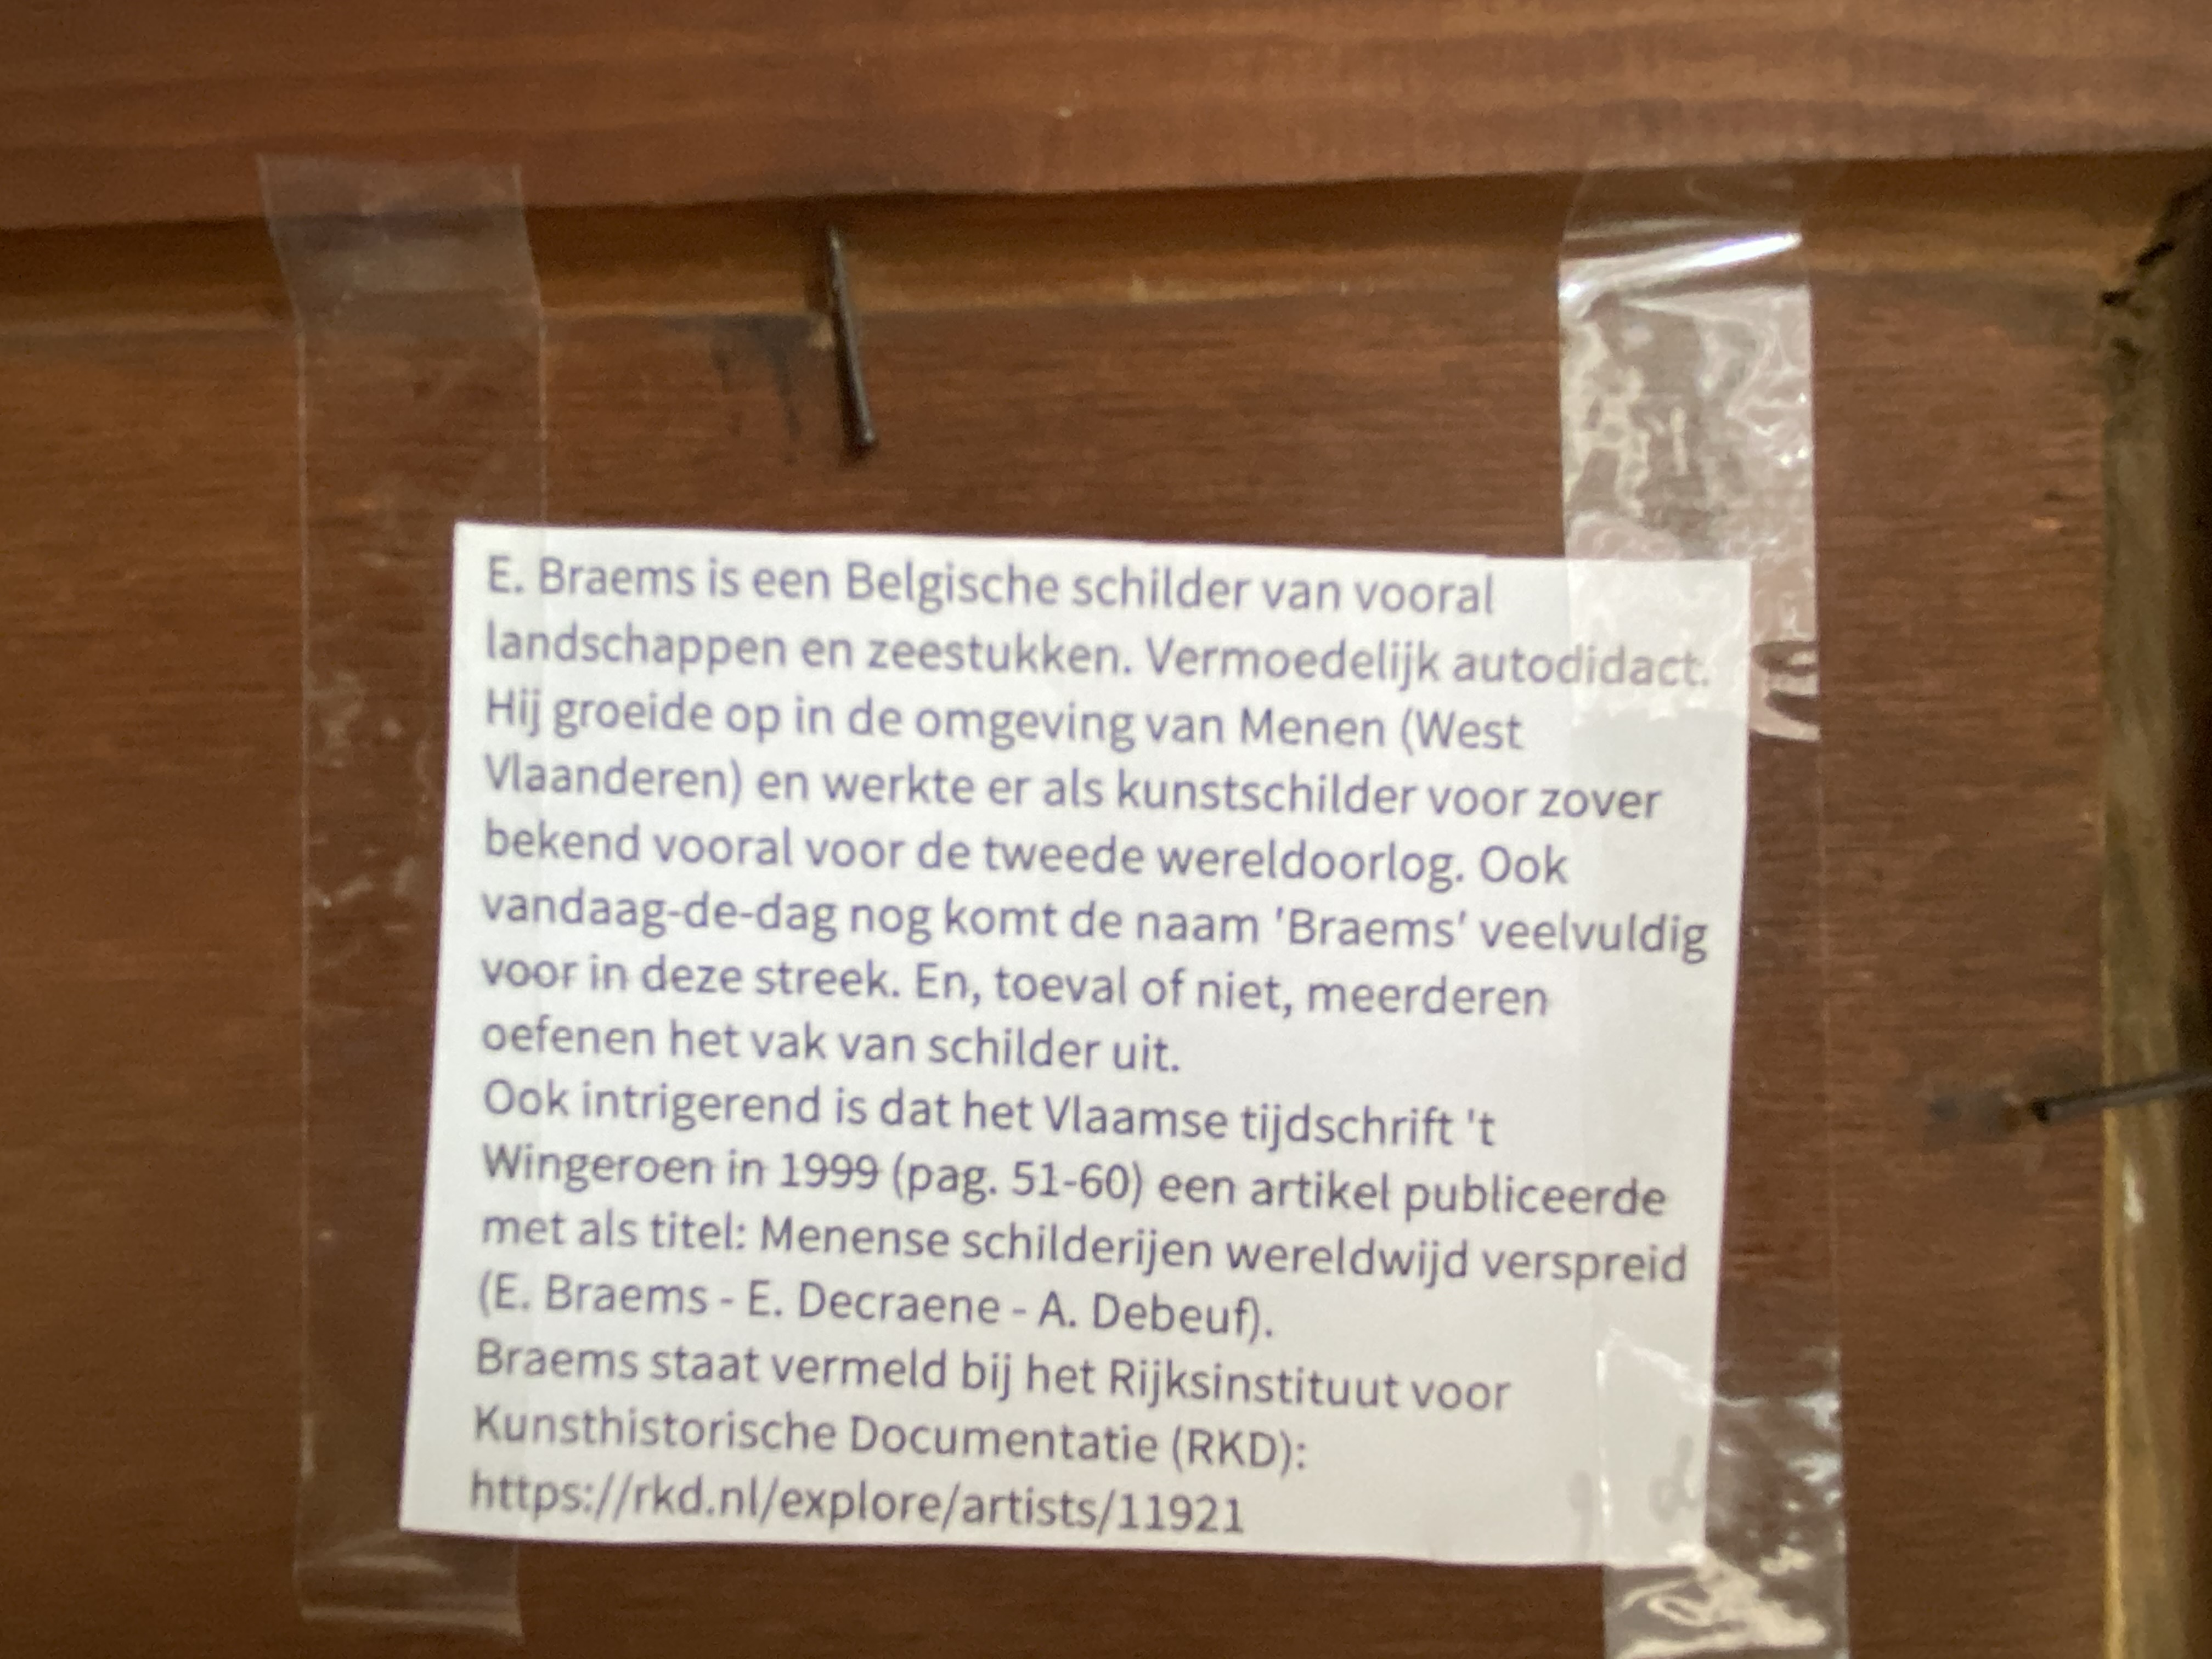 E. Braems is een Belgische schilder van vooral
landschappen en zeestukken. Vermoedelijk autodidact.
Hij groeide op in de omgeving van Menen (West
Vlaanderen) en werkte er als kunstschilder voor zover
bekend vooral voor de tweede wereldoorlog. Ook
vandaag-de-dag nog komt de naam 'Braems' veelvuldig
voor in deze streek. En, toeval of niet, meerderen
oefenen het vak van schilder uit.
Ook intrigerend is dat het Vlaamse tijdschrift 't
Wingeroen in 1999 (pag. 51-60) een artikel publiceerde
met als titel: Menense schilderijen wereldwijd verspreid
(E. Braems - E. Decraene - A. Debeuf).
Braems staat vermeld bij het Rijksinstituut voor
Kunsthistorische Documentatie (RKD):
https://rkd.nl/explore/artists/11921